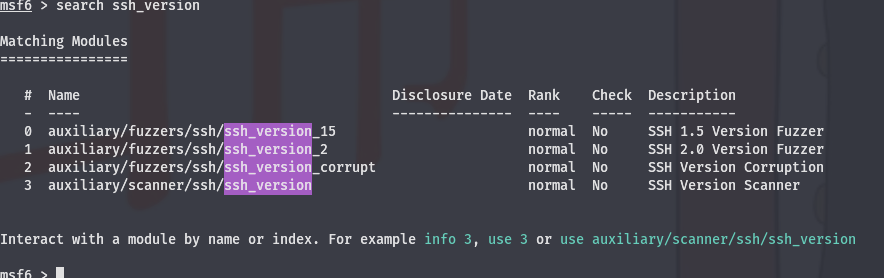 msf6 > search ssh_version
Matching Modules
================
#  Name                                    Disclosure Date  Rank    Check  Description
-  ----                                    ---------------  ----    -----  -----------
0  auxiliary/fuzzers/ssh/ssh_version_15                       normal  No     SSH 1.5 Version Fuzzer
1  auxiliary/fuzzers/ssh/ssh_version_2                        normal  No     SSH 2.0 Version Fuzzer
2  auxiliary/fuzzers/ssh/ssh_version_corrupt                  normal  No     SSH Version Corruption
3  auxiliary/scanner/ssh/ssh_version                          normal  No     SSH Version Scanner
Interact with a module by name or index. For example info 3, use 3 or use auxiliary/scanner/ssh/ssh_version
msf6 >